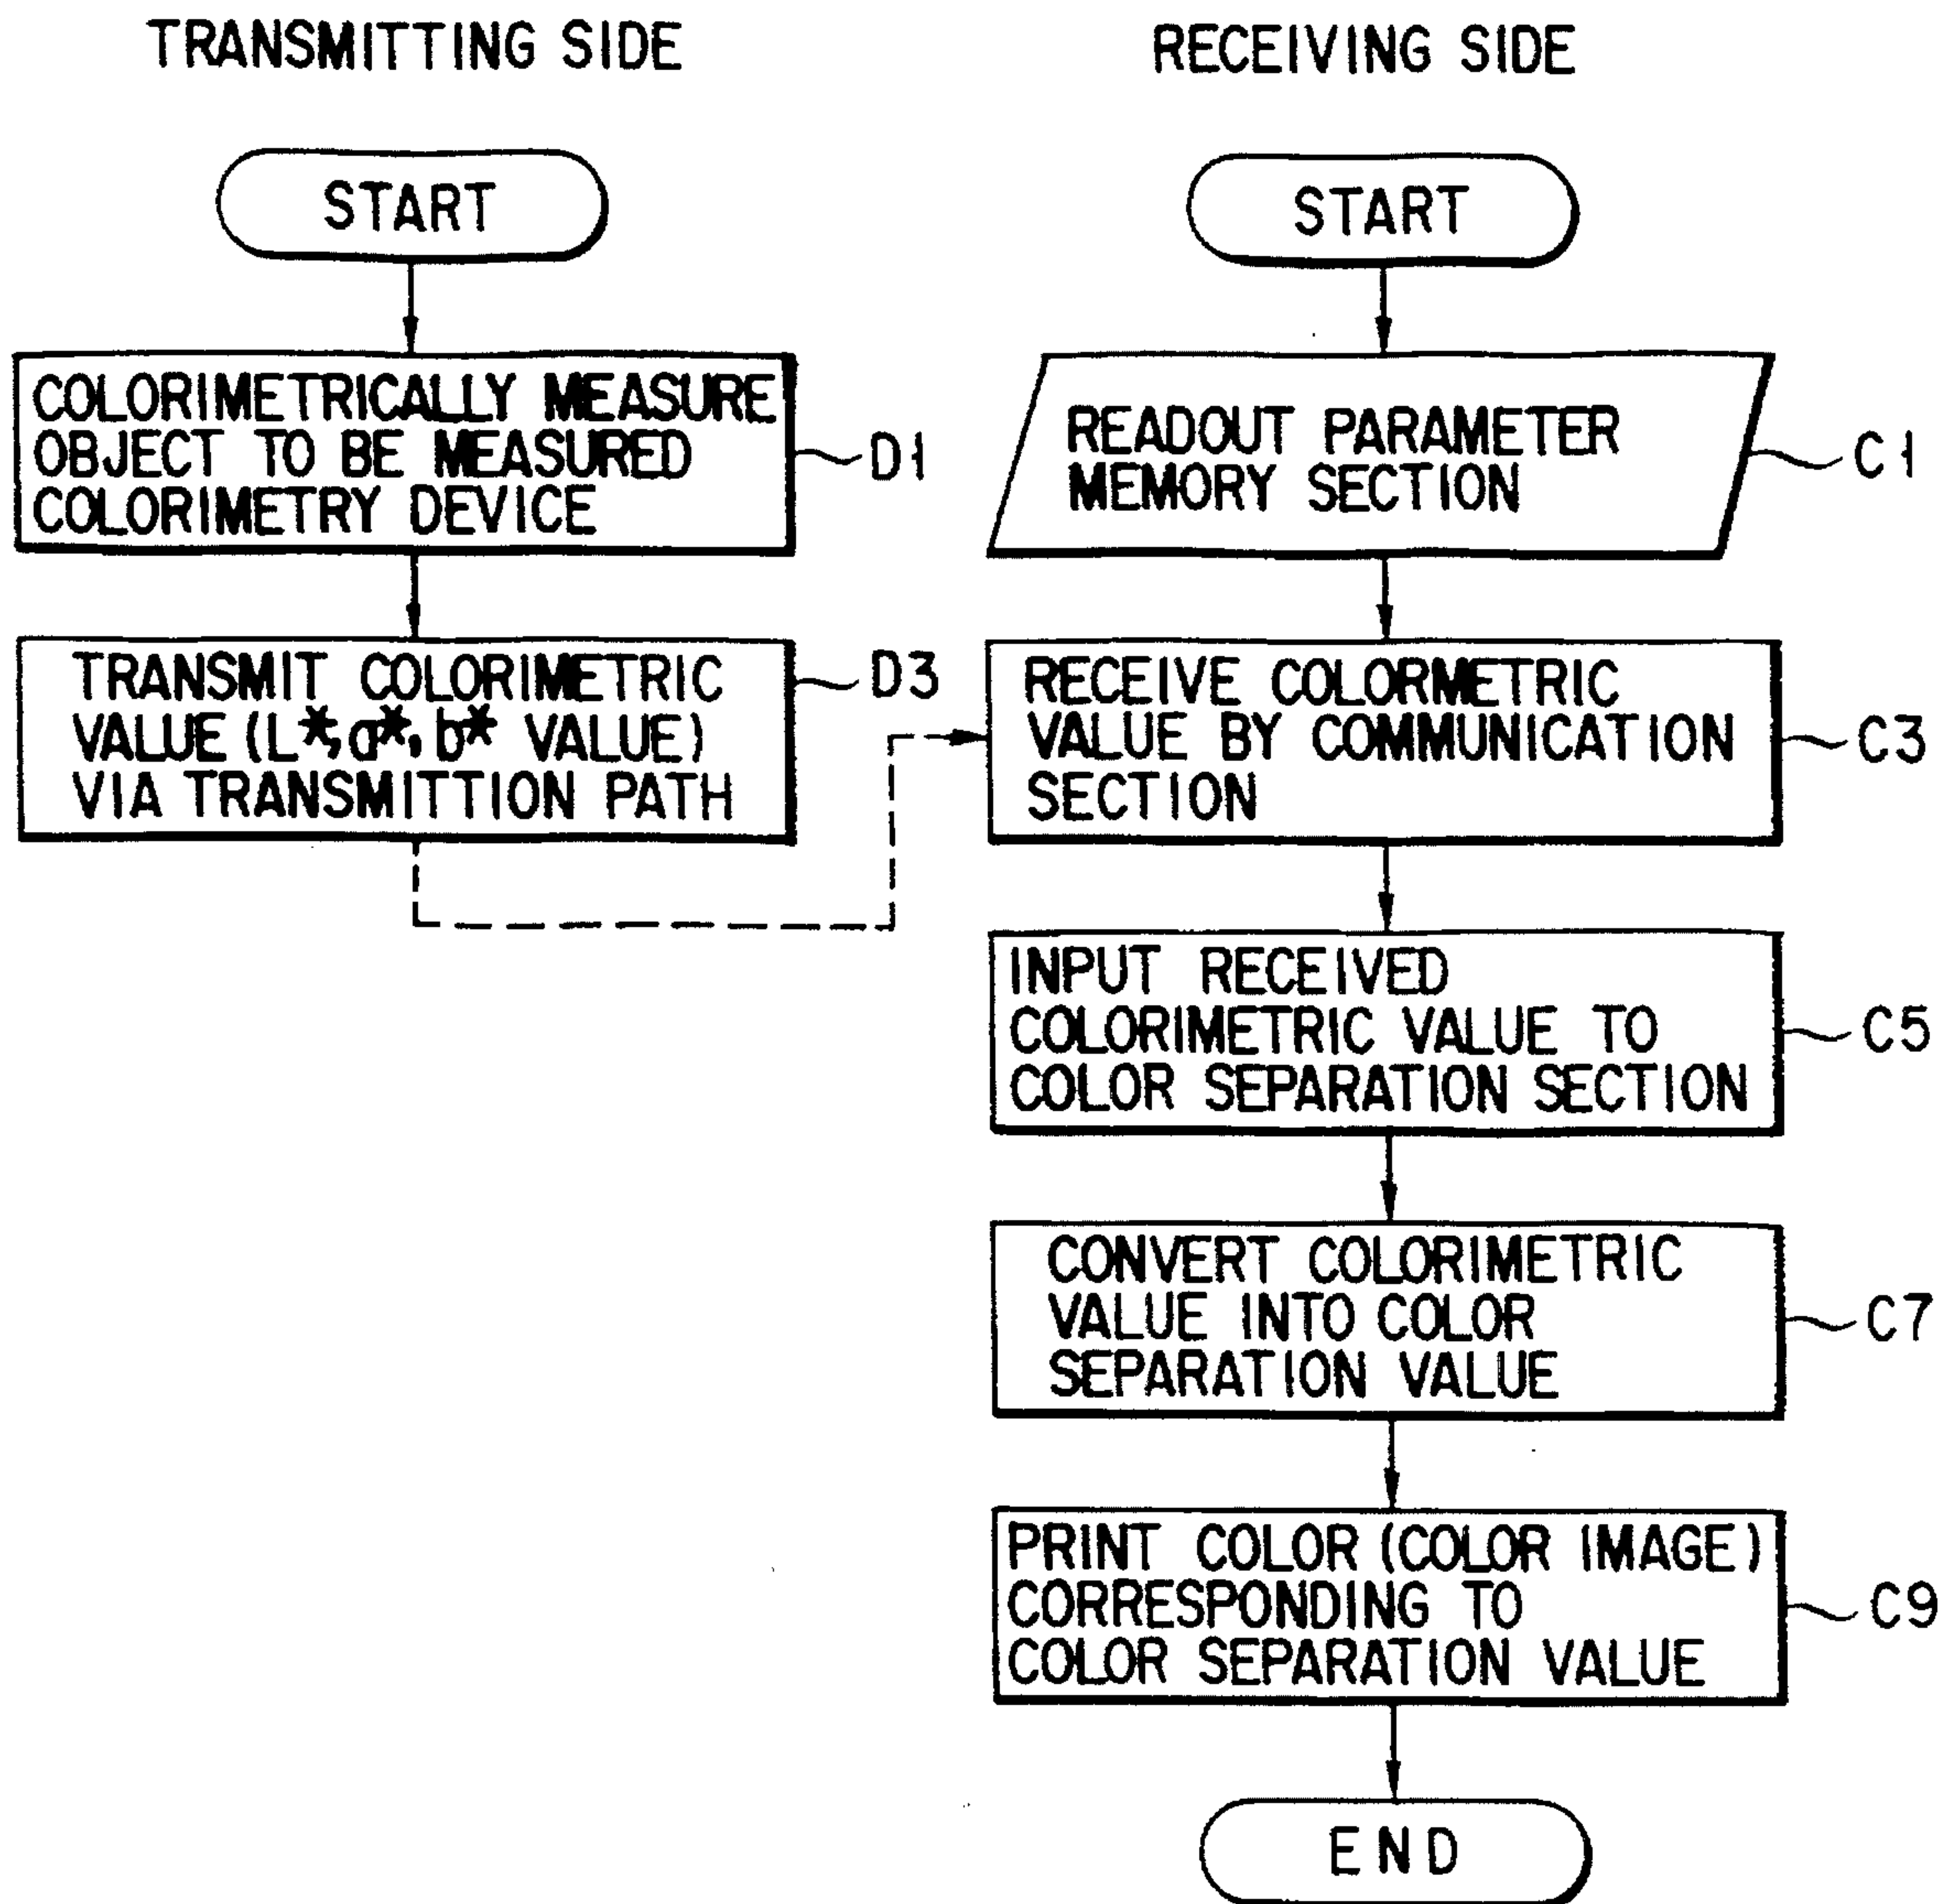 TRANSMITTING SIDE
START
COLORIMETRICALLY MEASURE
OBJECT TO BE MEASURED
COLORIMETRY DEVICE
D1
TRANSMIT COLORIMETRIC
VALUE (L*, a*, b* VALUE)
VIA TRANSMITTION PATH
D3
RECEIVING SIDE
START
READOUT PARAMETER
MEMORY SECTION
C1
RECEIVE COLORMETRIC
VALUE BY COMMUNICATION
SECTION
C3
INPUT RECEIVED
COLORIMETRIC VALUE TO
COLOR SEPARATION SECTION
C5
CONVERT COLORIMETRIC
VALUE INTO COLOR
SEPARATION VALUE
C7
PRINT COLOR (COLOR IMAGE)
CORRESPONDING TO
COLOR SEPARATION VALUE
C9
END